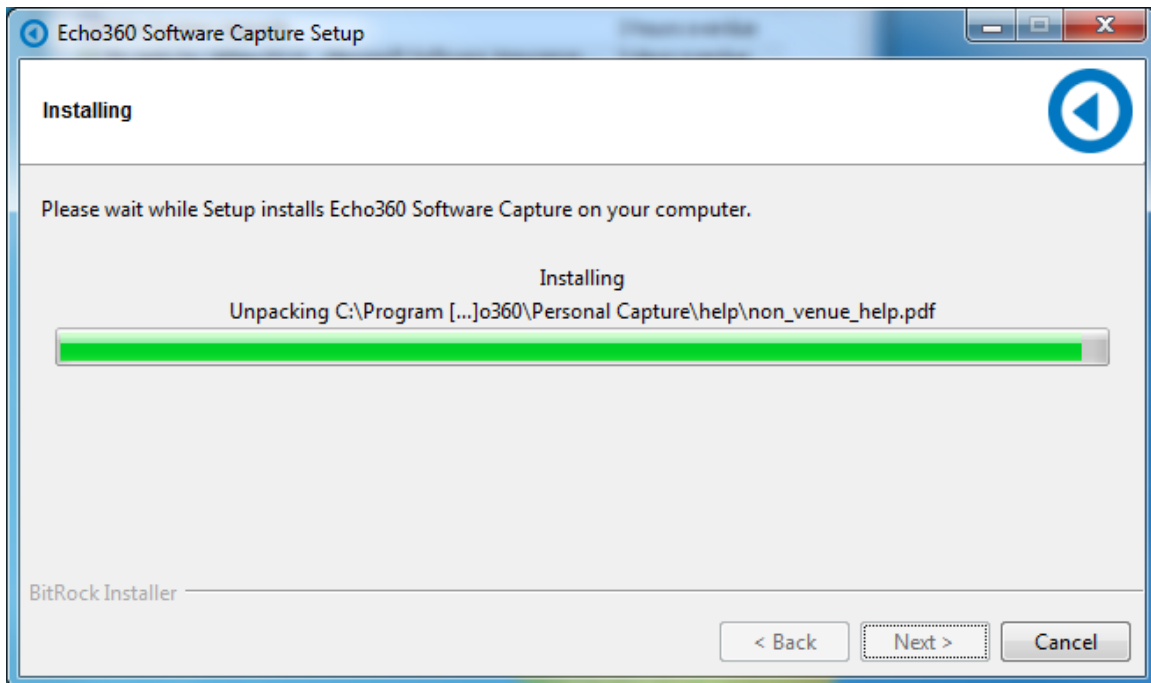 Echo360 Software Capture Setup
Installing
Please wait while Setup installs Echo360 Software Capture on your computer.
Installing
Unpacking C:\Program [...]o360\Personal Capture\help\non_venue_help.pdf
BitRock Installer
< Back Next > Cancel